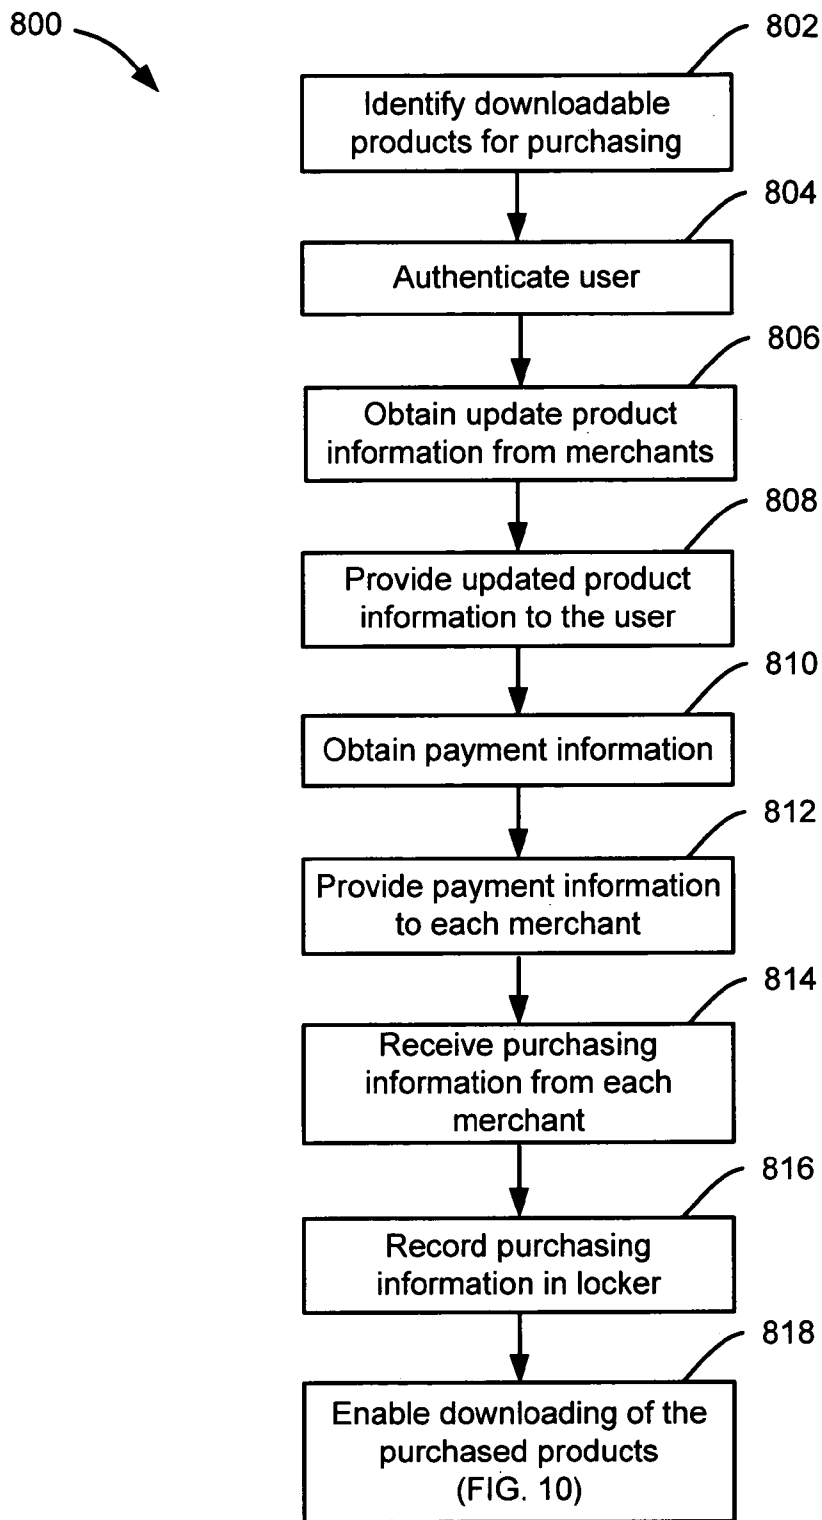 800
802
Identify downloadable
products for purchasing
804
Authenticate user
806
Obtain update product
information from merchants
808
Provide updated product
information to the user
810
Obtain payment information
812
Provide payment information
to each merchant
814
Receive purchasing
information from each
merchant
816
Record purchasing
information in locker
818
Enable downloading of the
purchased products
(FIG. 10)